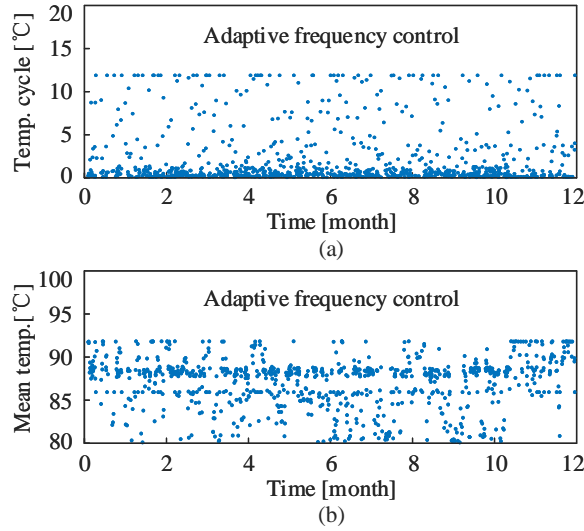 20
15
10
5
0
Temp. cycle [℃]
Adaptive frequency control
0 2 4 6 8 10 12
Time [month]
(a)
100
95
90
85
80
Mean temp.[℃]
Adaptive frequency control
0 2 4 6 8 10 12
Time [month]
(b)